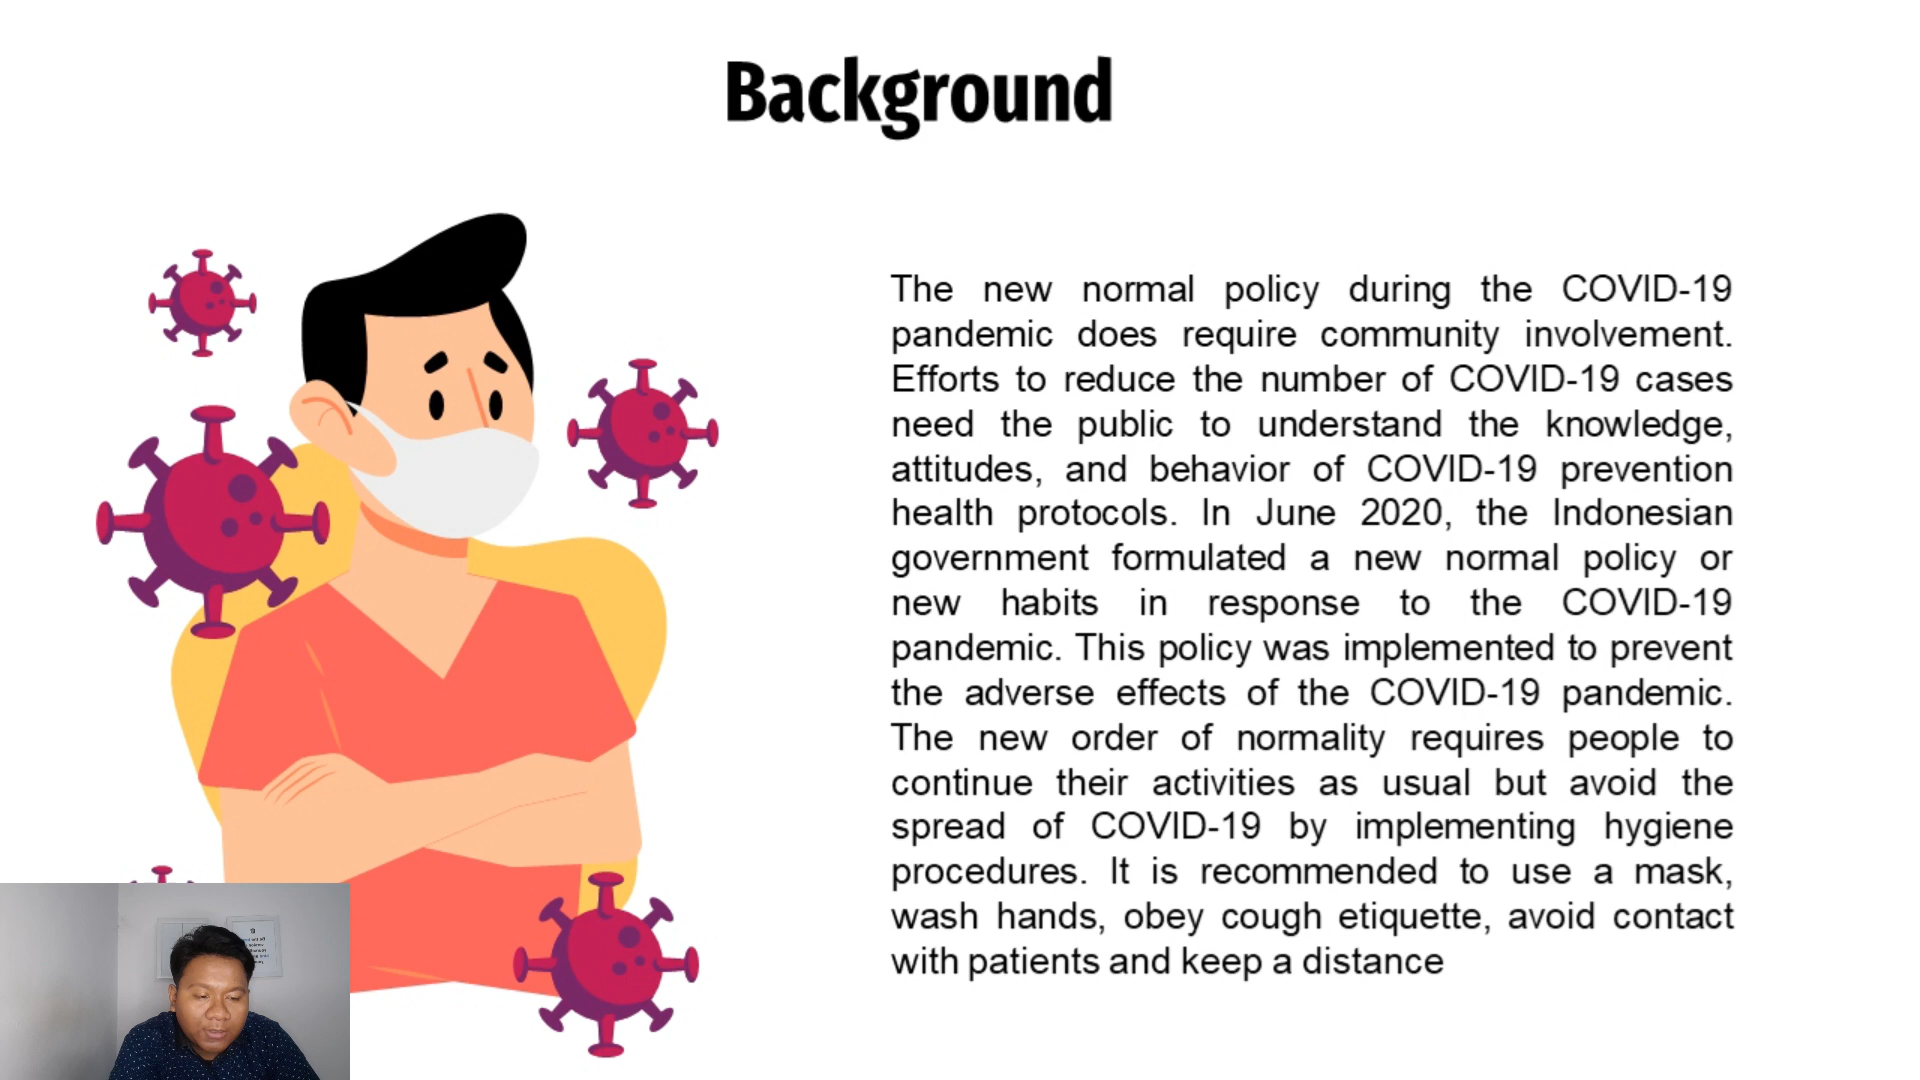 Background
The new normal policy during the COVID-19
pandemic does require community involvement.
Efforts to reduce the number of COVID-19 cases
need the public to understand the knowledge,
attitudes, and behavior of COVID-19 prevention
health protocols. In June 2020, the Indonesian
government formulated a new normal policy or
new habits in response to the COVID-19
pandemic. This policy was implemented to prevent
the adverse effects of the COVID-19 pandemic.
The new order of normality requires people to
continue their activities as usual but avoid the
spread of COVID-19 by implementing hygiene
procedures. It is recommended to use a mask,
wash hands, obey cough etiquette, avoid contact
with patients and keep a distance